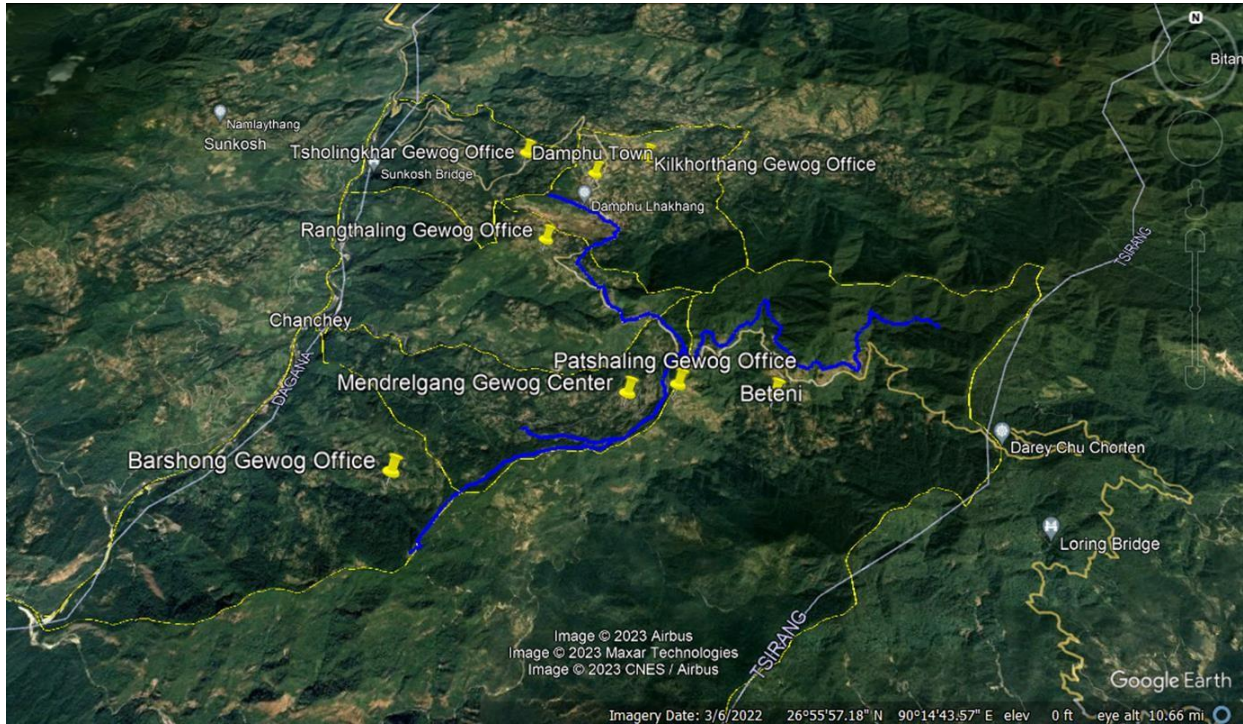 N
Bitan
Namlaythang
Sunkosh
Tsholingkhar Gewog Office
Damphu Town
Kilkhorthang Gewog Office
Sunkosh Bridge
Damphu Lhakhang
Rangthaling Gewog Office
TSIRANG
Chanchey
DAGANA
Patshaling Gewog Office
Mendrelgang Gewog Center
Beteni
Darey Chu Chorten
Barshong Gewog Office
Loring Bridge
TSIRANG
Image © 2023 Airbus
Image © 2023 Maxar Technologies
Image © 2023 CNES / Airbus
Google Earth
Imagery Date: 3/6/2022 26°55'57.18" N 90°14'43.57" E elev 0 ft eye alt 10.66 mi